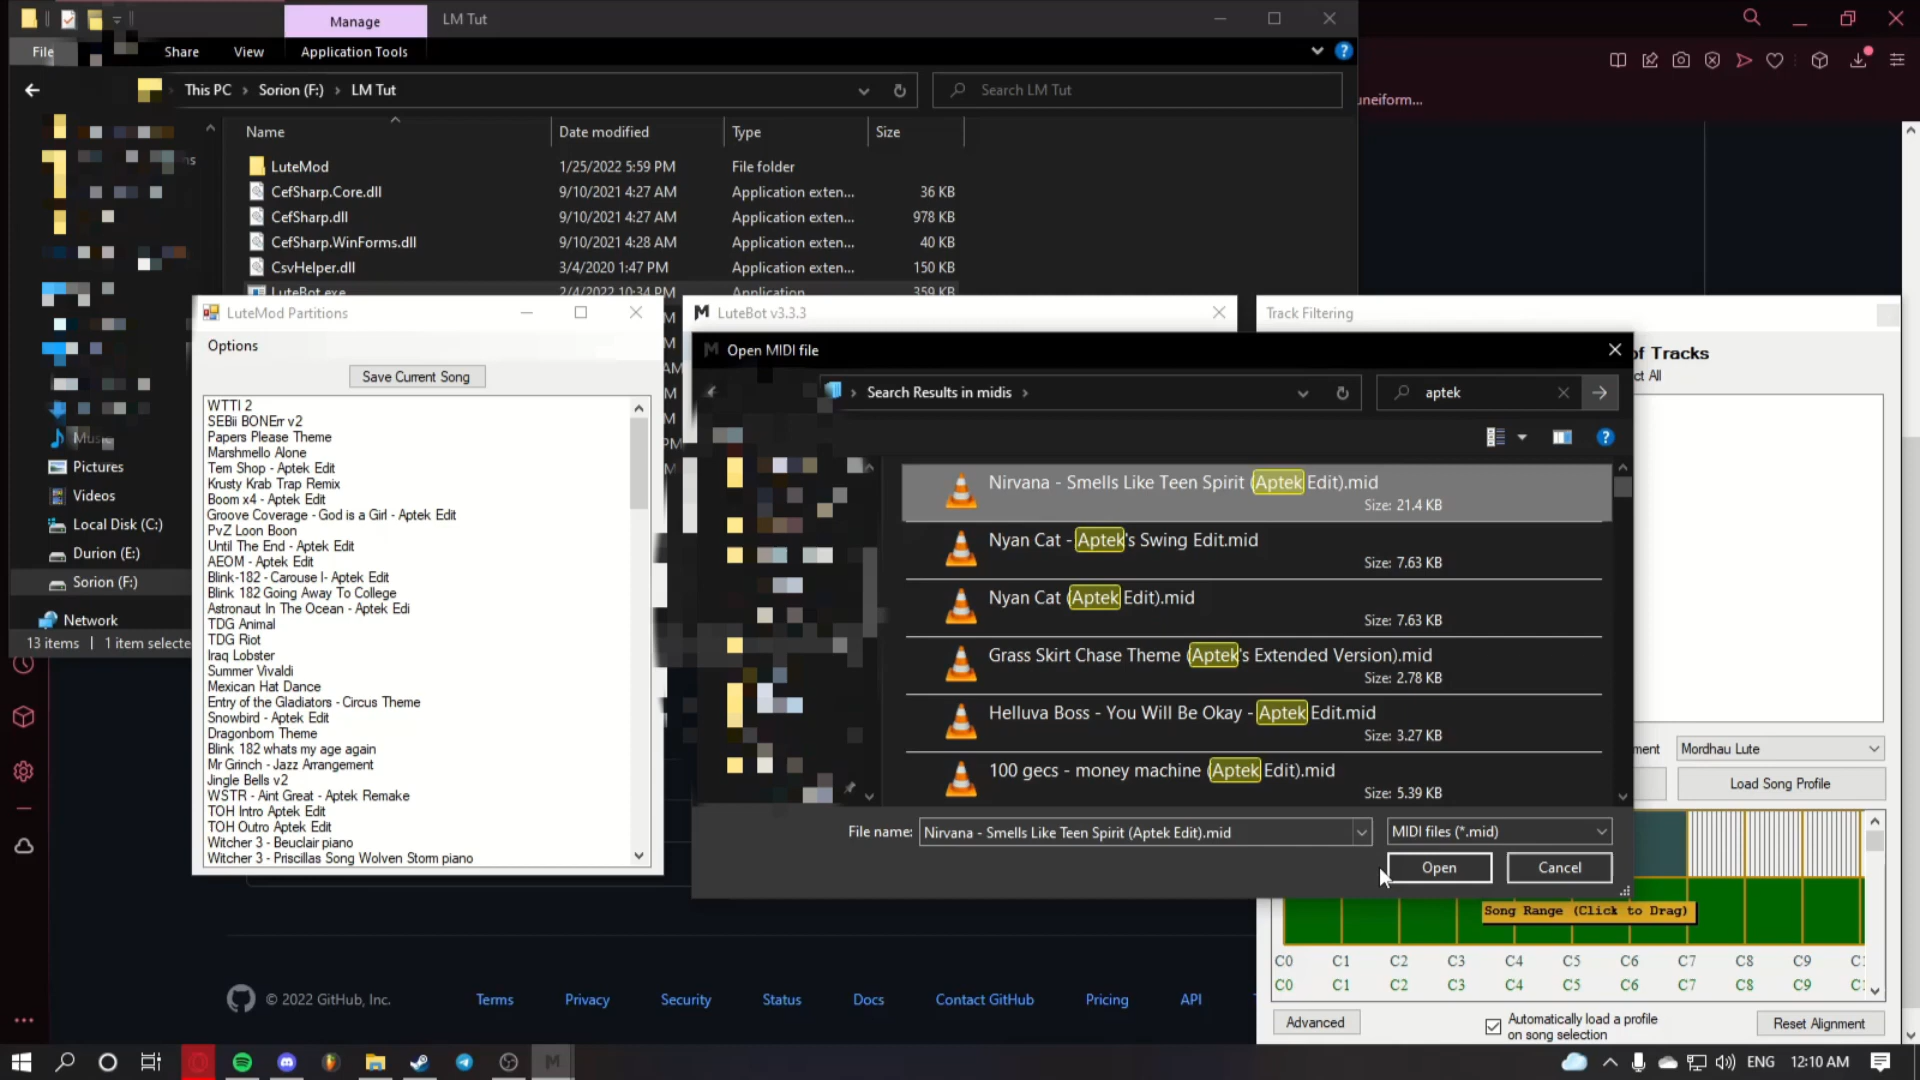 Manage
LM Tut
File
Share
View
Application Tools
This PC > Sorion (F:) > LM Tut
Search LM Tut
uneiform...
Name
Date modified
Type
Size
LuteMod
1/25/2022 5:59 PM
File folder
CefSharp.Core.dll
9/10/2021 4:27 AM
Application exten...
36 KB
CefSharp.dll
9/10/2021 4:27 AM
Application exten...
978 KB
CefSharp.WinForms.dll
9/10/2021 4:28 AM
Application exten...
40 KB
CsvHelper.dll
3/4/2020 1:47 PM
Application exten...
150 KB
LuteBot.exe
2/4/2022 10:34 PM
Application
359 KB
Music
Pictures
Videos
Local Disk (C:)
Durion (E:)
Sorion (F:)
Network
13 items
1 item selecte
LuteMod Partitions
Options
Save Current Song
WTTI 2
SEBii BONErr v2
Papers Please Theme
Marshmello Alone
Tem Shop - Aptek Edit
Krusty Krab Trap Remix
Boom x4 - Aptek Edit
Groove Coverage - God is a Girl - Aptek Edit
PvZ Loon Boon
Until The End - Aptek Edit
AEOM - Aptek Edit
Blink-182 - Carouse l- Aptek Edit
Blink 182 Going Away To College
Astronaut In The Ocean - Aptek Edi
TDG Animal
TDG Riot
Iraq Lobster
Summer Vivaldi
Mexican Hat Dance
Entry of the Gladiators - Circus Theme
Snowbird - Aptek Edit
Dragonborn Theme
Blink 182 whats my age again
Mr Grinch - Jazz Arrangement
Jingle Bells v2
WSTR - Aint Great - Aptek Remake
TOH Intro Aptek Edit
TOH Outro Aptek Edit
Witcher 3 - Beuclair piano
Witcher 3 - Priscillas Song Wolven Storm piano
LuteBot v3.3.3
Open MIDI file
> Search Results in midis >
aptek
Nirvana - Smells Like Teen Spirit (Aptek Edit).mid
Size: 21.4 KB
Nyan Cat - Aptek's Swing Edit.mid
Size: 7.63 KB
Nyan Cat (Aptek Edit).mid
Size: 7.63 KB
Grass Skirt Chase Theme (Aptek's Extended Version).mid
Size: 2.78 KB
Helluva Boss - You Will Be Okay - Aptek Edit.mid
Size: 3.27 KB
100 gecs - money machine (Aptek Edit).mid
Size: 5.39 KB
File name:
Nirvana - Smells Like Teen Spirit (Aptek Edit).mid
MIDI files (*.mid)
Open
Cancel
Track Filtering
of Tracks
ct All
ment
Mordhau Lute
Load Song Profile
Song Range (Click to Drag)
C0 C1 C2 C3 C4 C5 C6 C7 C8 C9 C
C0 C1 C2 C3 C4 C5 C6 C7 C8 C9 C
Advanced
Automatically load a profile
on song selection
Reset Alignment
© 2022 GitHub, Inc.
Terms
Privacy
Security
Status
Docs
Contact GitHub
Pricing
API
ENG
12:10 AM